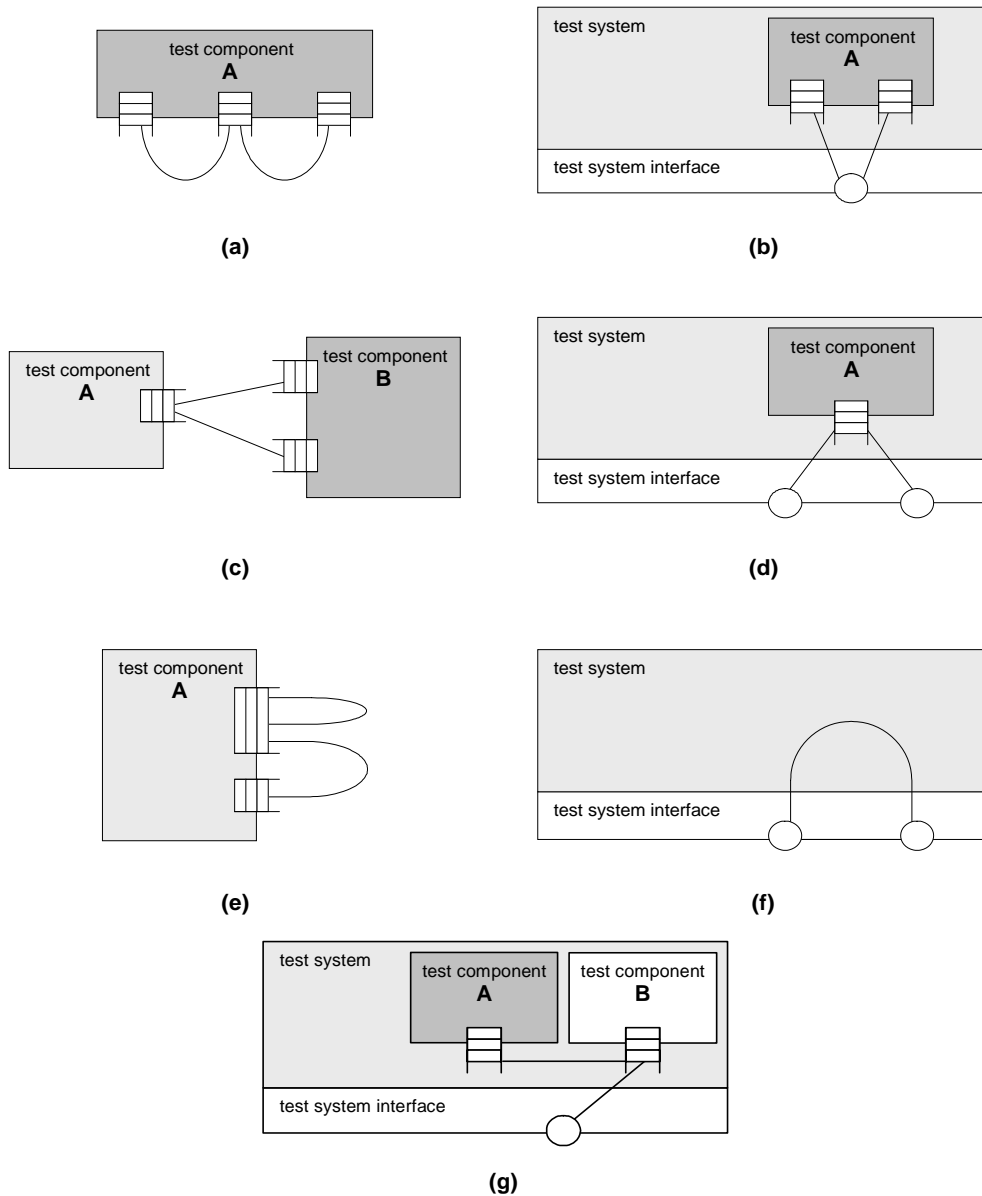 test component
A
(a)
test system
test component
A
test system interface
(b)
test component
A
test component
B
(c)
test system
test component
A
test system interface
(d)
test component
A
(e)
test system
test system interface
(f)
test system
test component
A
test component
B
test system interface
(g)